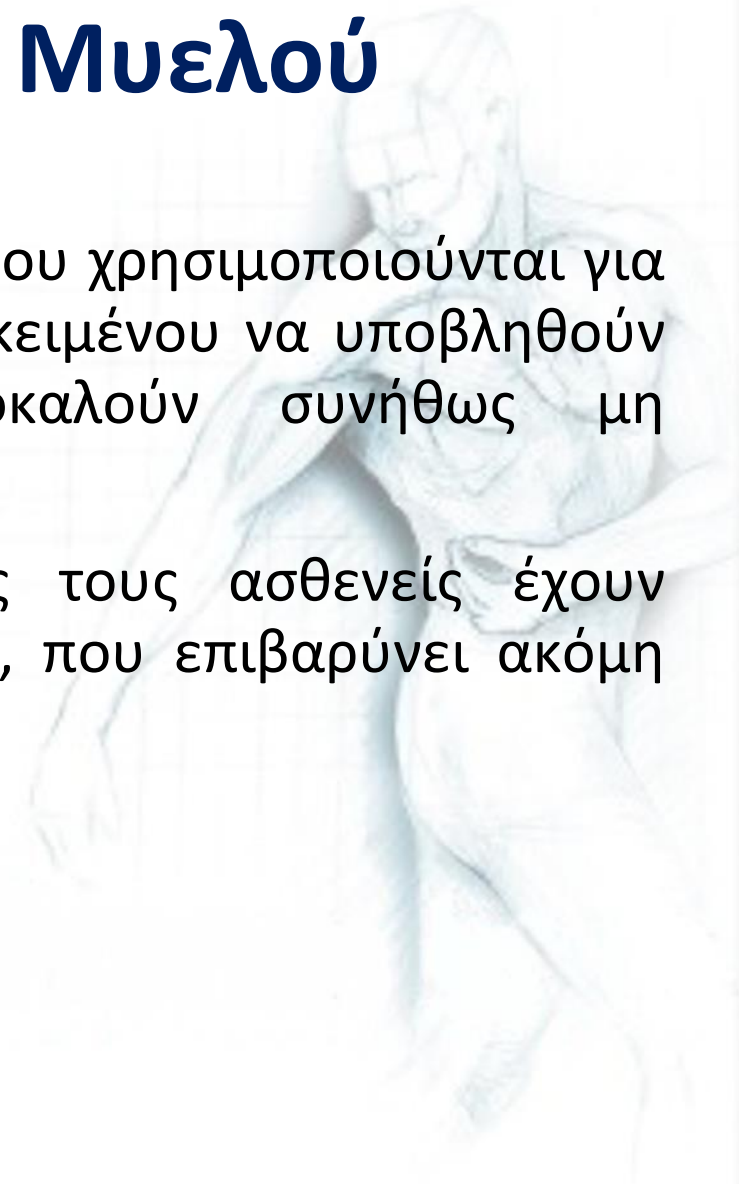 Μυελού
ου χρησιμοποιούνται για
κειμένου να υποβληθούν
οκαλούν συνήθως μη
ς τους ασθενείς έχουν
, που επιβαρύνει ακόμη